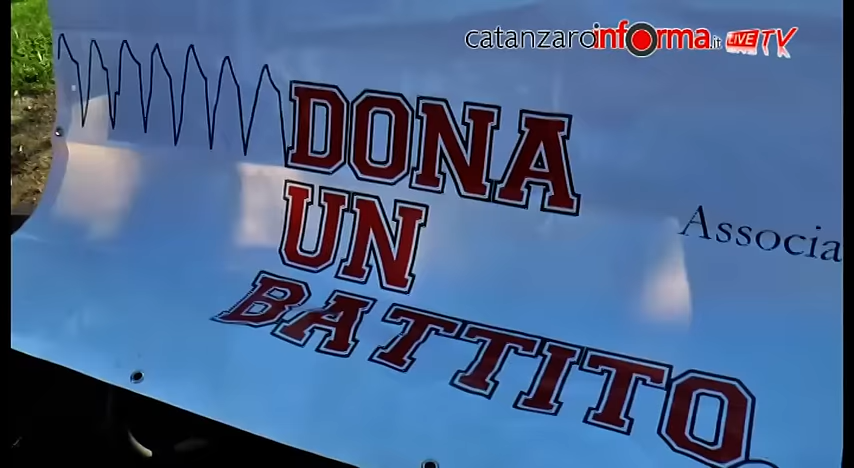 catanzaroinforma.it LIVE TV
DONA
UN
BATTITO
Associa